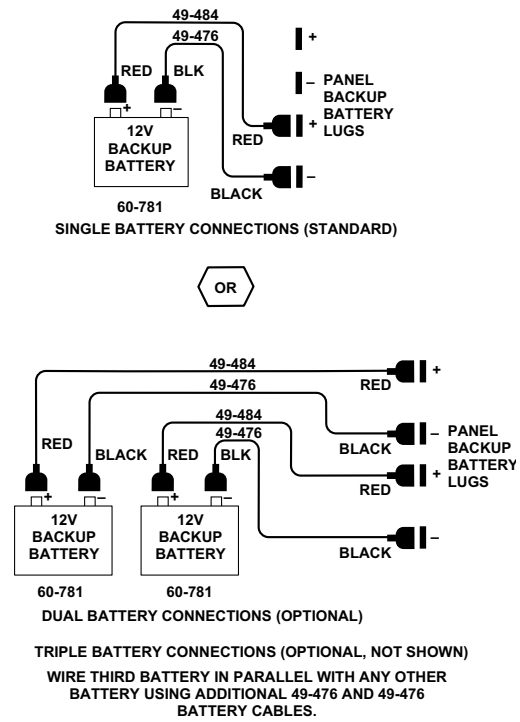 49-484
49-476
+
RED BLK
– PANEL
BACKUP
BATTERY
LUGS
+ –
+
12V
BACKUP
BATTERY
RED
–
BLACK
60-781
SINGLE BATTERY CONNECTIONS (STANDARD)
OR
49-484
+
49-476
RED
49-484
49-476
RED BLACK RED BLK
BLACK
– PANEL
BACKUP
BATTERY
LUGS
+
RED
+ – + –
12V
BACKUP
BATTERY
12V
BACKUP
BATTERY
–
BLACK
60-781 60-781
DUAL BATTERY CONNECTIONS (OPTIONAL)
TRIPLE BATTERY CONNECTIONS (OPTIONAL, NOT SHOWN)
WIRE THIRD BATTERY IN PARALLEL WITH ANY OTHER
BATTERY USING ADDITIONAL 49-476 AND 49-476
BATTERY CABLES.